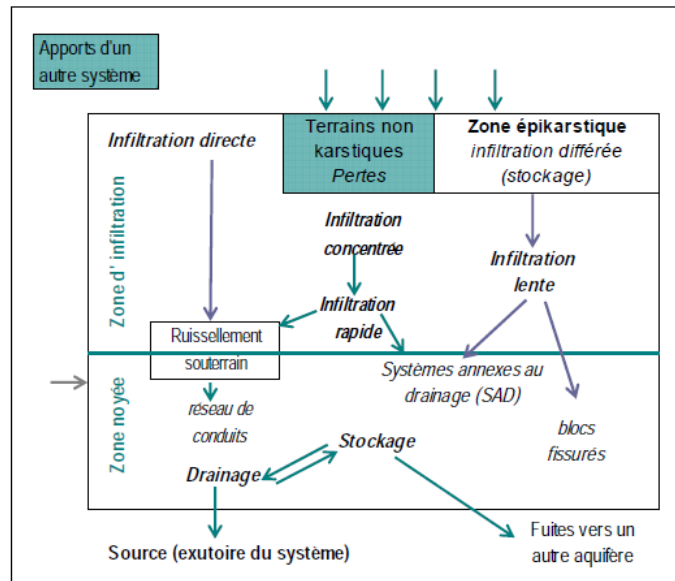 Apports d'un
autre système
Infiltration directe
Terrains non
karstiques
Pertes
Zone épikarstique
infiltration différée
(stockage)
Zone d' infiltration
Infiltration
concentrée
Infiltration
lente
Infiltration
rapide
Ruissellement
souterrain
Systèmes annexes au
drainage (SAD)
Zone noyée
réseau de
conduits
blocs
fissurés
Stockage
Drainage
Source (exutoire du système)
Fuites vers un
autre aquifère